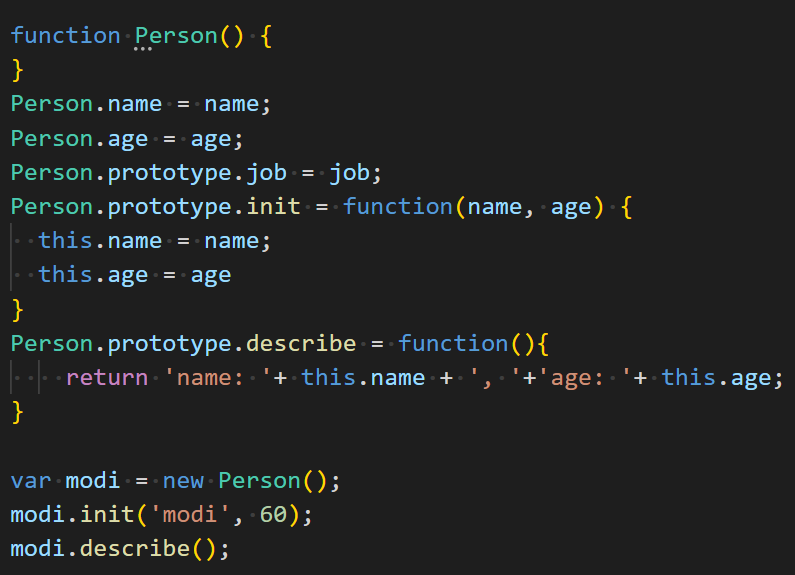 function Person() {
}
Person.name = name;
Person.age = age;
Person.prototype.job = job;
Person.prototype.init = function(name, age) {
  this.name = name;
  this.age = age
}
Person.prototype.describe = function(){
    return 'name: '+ this.name + ', '+'age: '+ this.age;
}

var modi = new Person();
modi.init('modi', 60);
modi.describe();